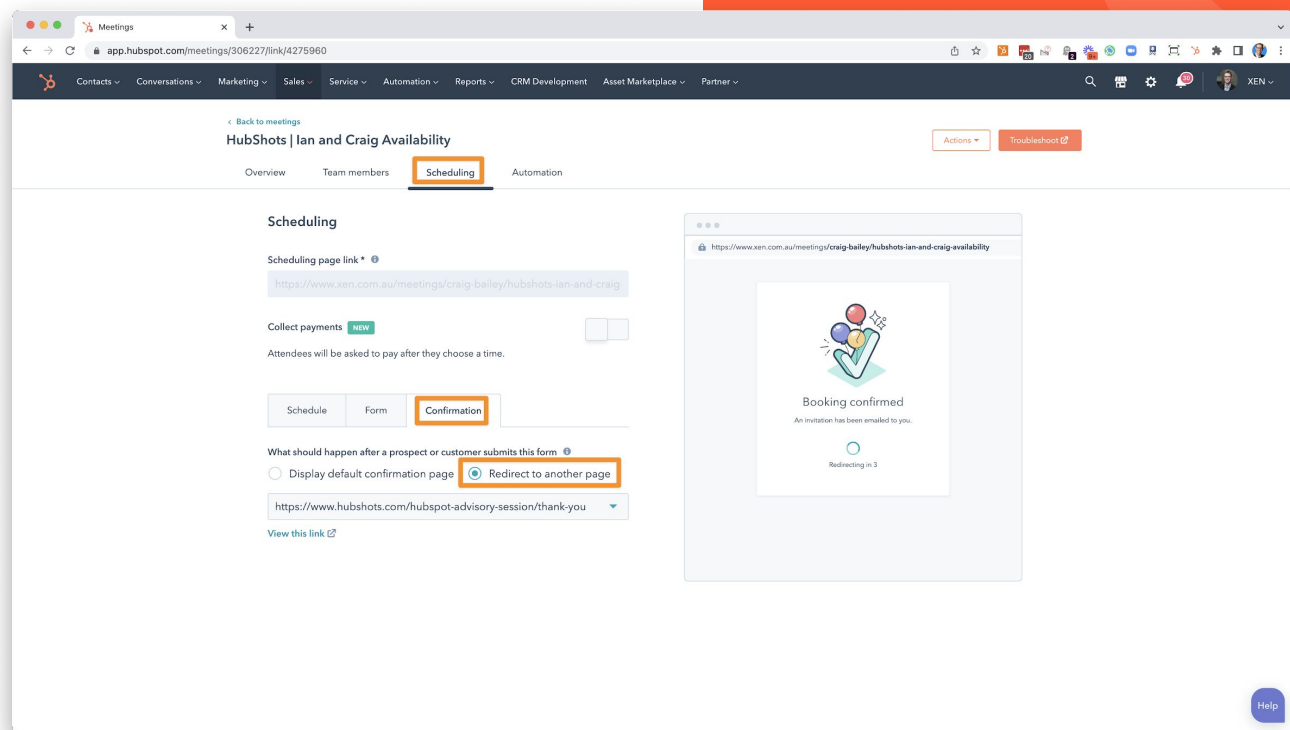 Meetings
app.hubspot.com/meetings/306227/link/4275960
Contacts Conversations Marketing Sales Service Automation Reports CRM Development Asset Marketplace Partner XEN
< Back to meetings
HubShots | Ian and Craig Availability
Actions Troubleshoot
Overview Team members Scheduling Automation
Scheduling
Scheduling page link *
https://www.xen.com.au/meetings/craig-bailey/hubshots-ian-and-craig
Collect payments NEW
Attendees will be asked to pay after they choose a time.
Schedule Form Confirmation
What should happen after a prospect or customer submits this form
Display default confirmation page Redirect to another page
https://www.hubshots.com/hubspot-advisory-session/thank-you
View this link
https://www.xen.com.au/meetings/craig-bailey/hubshots-ian-and-craig-availability
Booking confirmed
An invitation has been emailed to you.
Redirecting in 3
Help